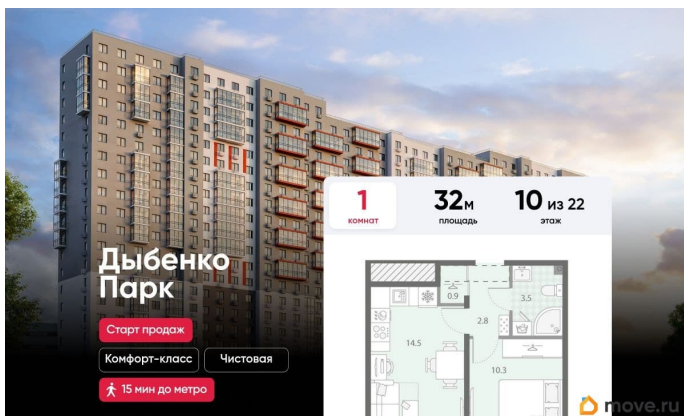 1
комнат
32м
площадь
10 из 22
этаж
Дыбенко
Парк
Старт продаж
Комфорт-класс
Чистовая
15 мин до метро
0.9
3.5
2.8
14.5
10.3
move.ru